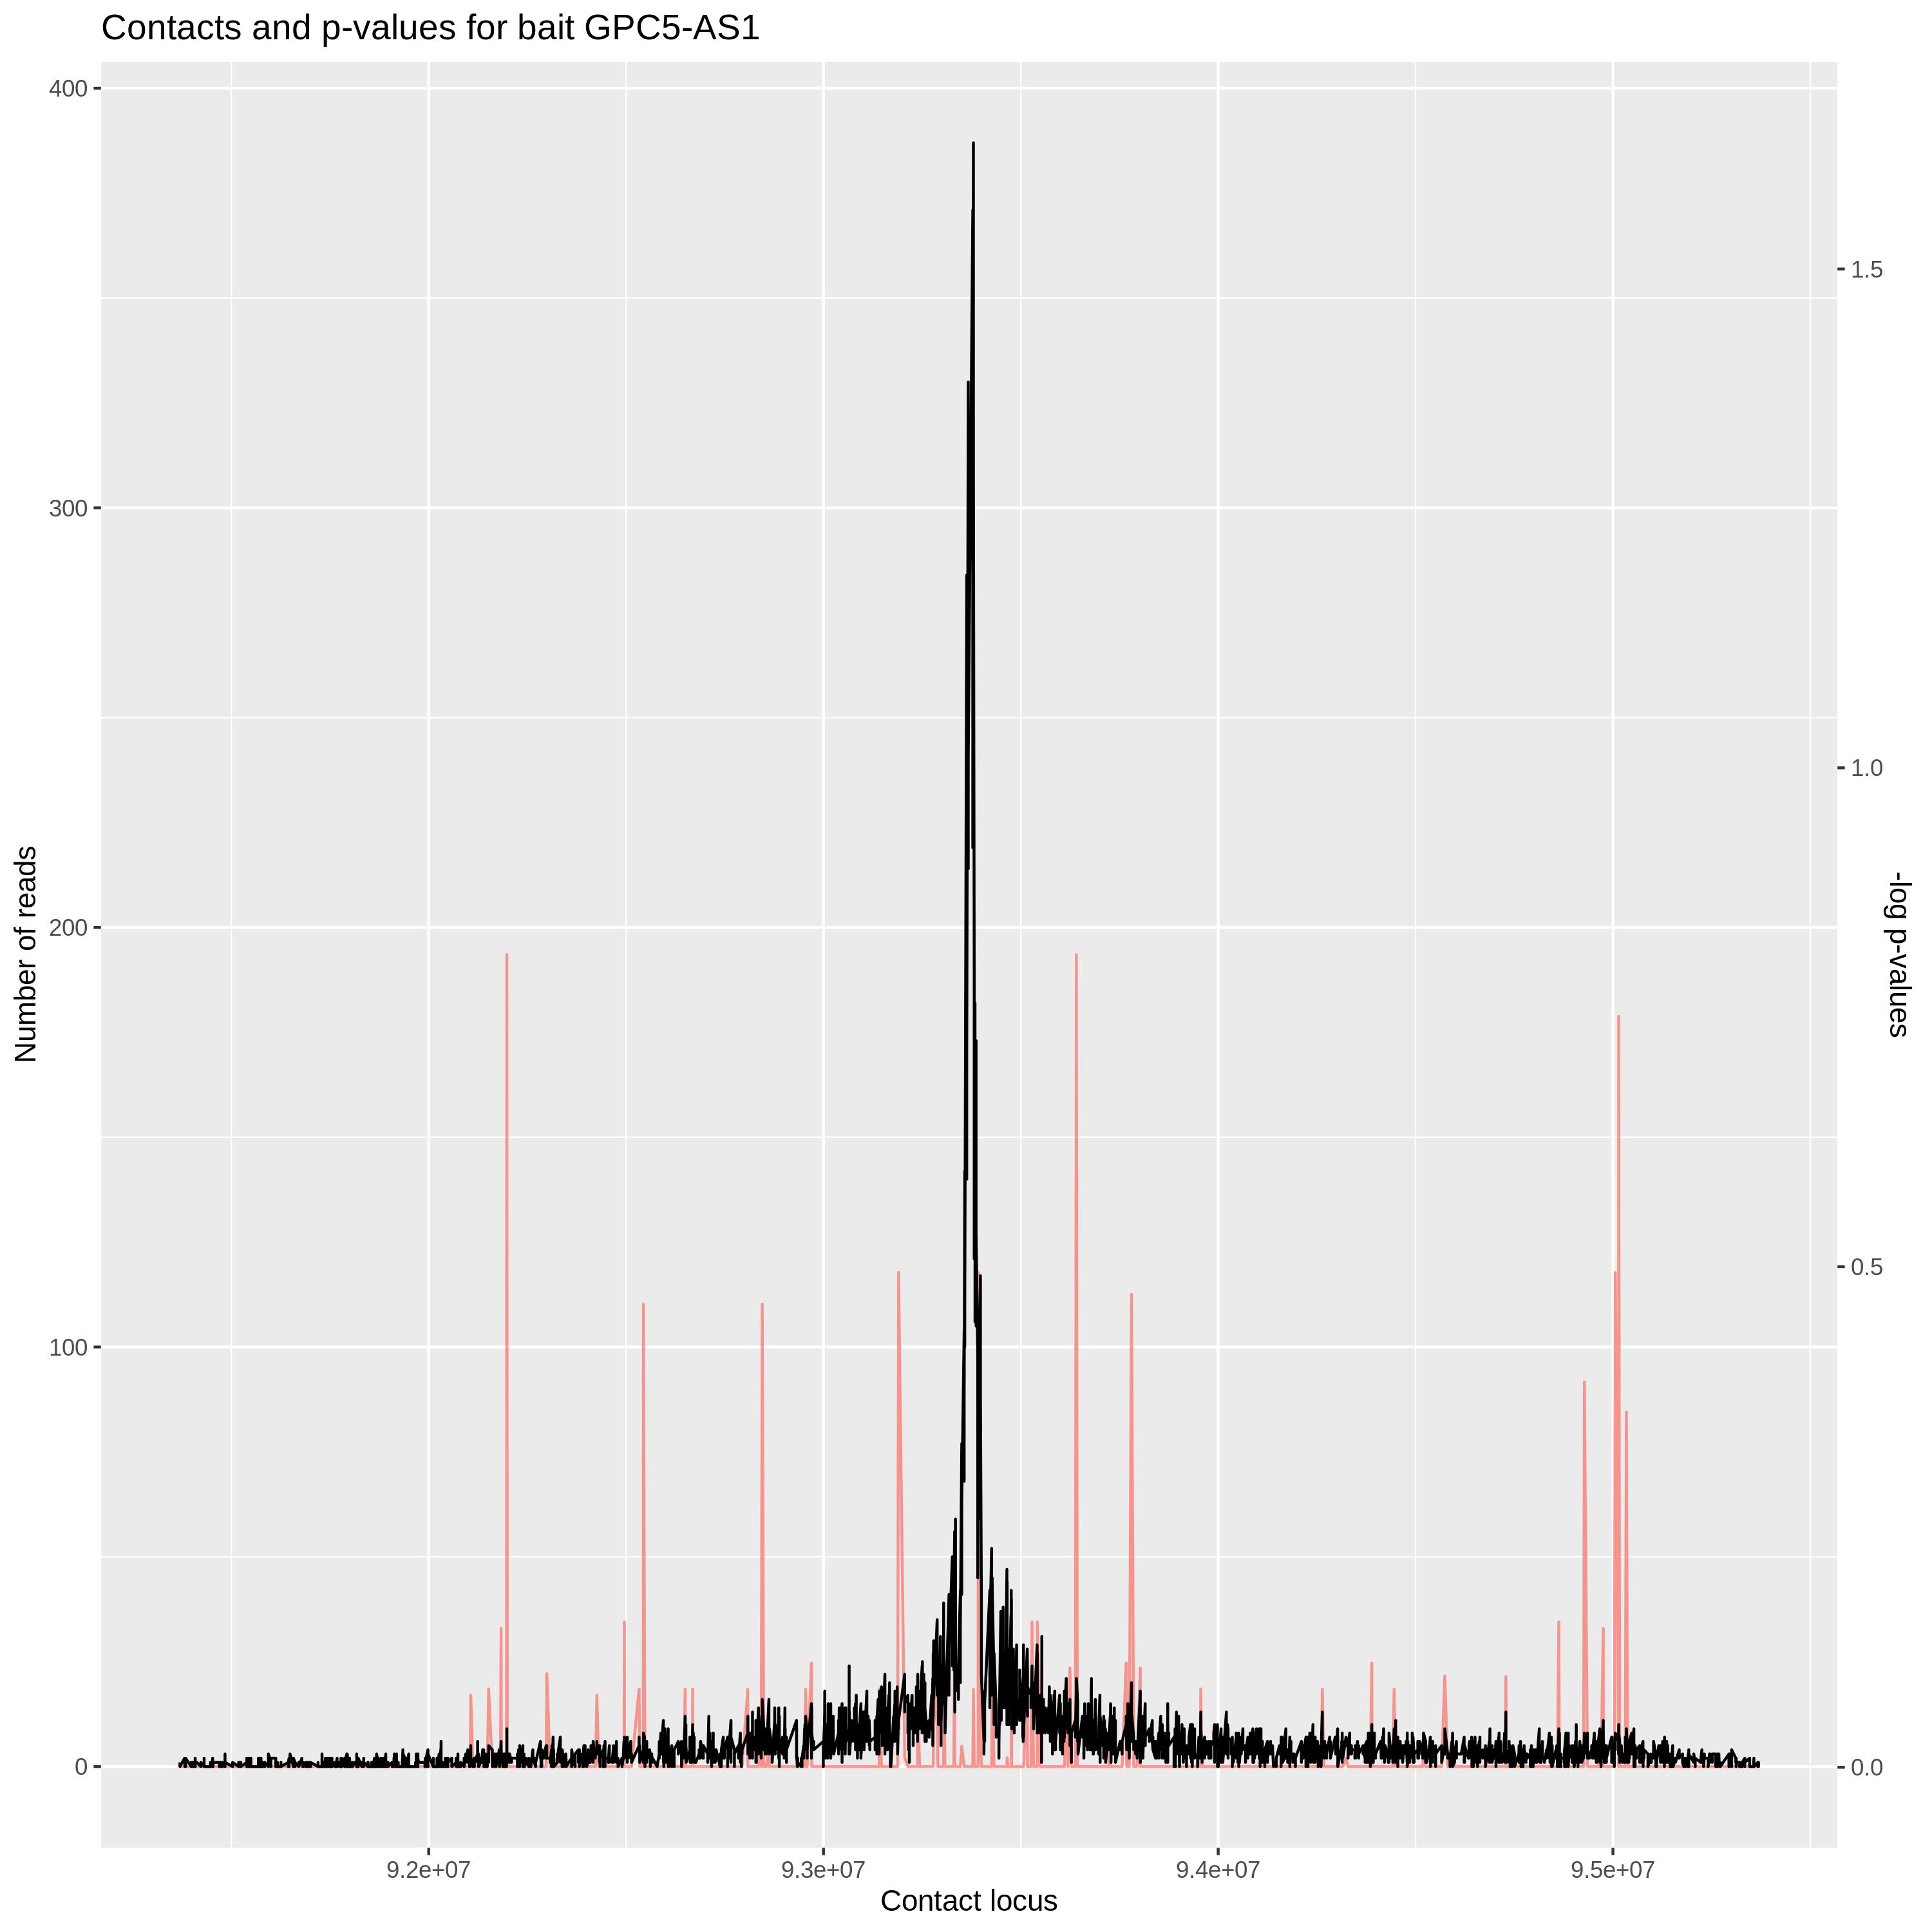 Contacts and p-values for bait GPC5-AS1
400
300
200
100
0
Number of reads
1.5
1.0
0.5
0.0
-log p-values
9.2e+07
9.3e+07
9.4e+07
9.5e+07
Contact locus